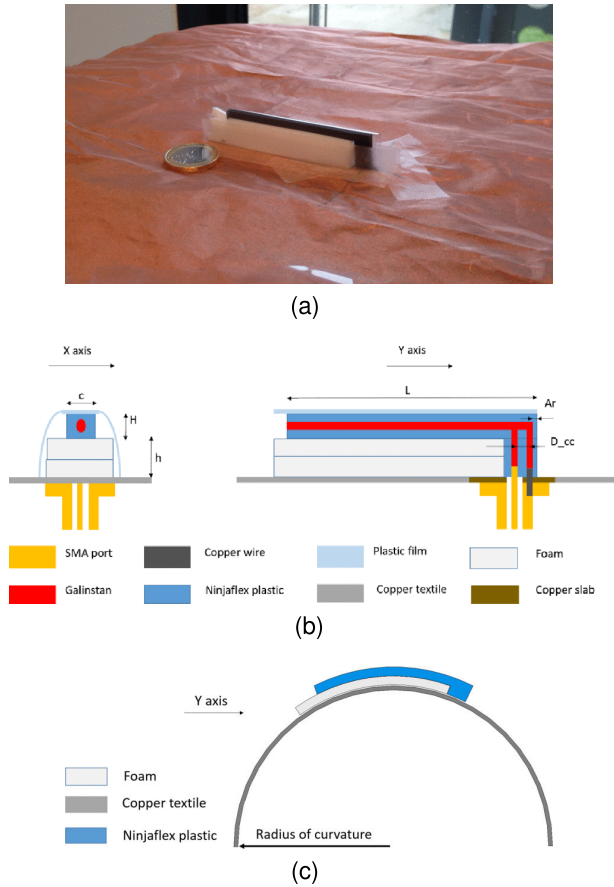 (a)
X axis
Y axis
c
L
Ar
H
D_cc
h
SMA port
Copper wire
Plastic film
Foam
Galinstan
Ninjaflex plastic
Copper textile
Copper slab
(b)
Y axis
Foam
Copper textile
Ninjaflex plastic
Radius of curvature
(c)